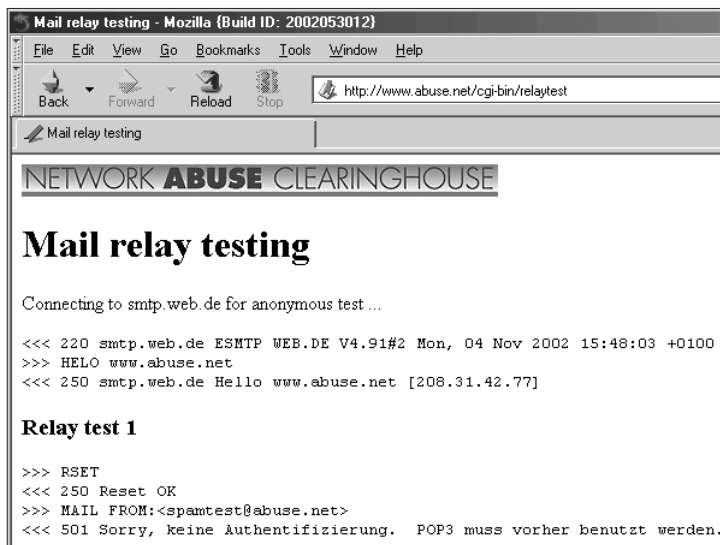 Mail relay testing - Mozilla {Build ID: 2002053012}
File Edit View Go Bookmarks Tools Window Help
Back Forward Reload Stop http://www.abuse.net/cgi-bin/relaytest
Mail relay testing
NETWORK ABUSE CLEARINGHOUSE
Mail relay testing
Connecting to smtp.web.de for anonymous test ...
<<< 220 smtp.web.de ESMTP WEB.DE V4.91#2 Mon, 04 Nov 2002 15:48:03 +0100
>>> HELO www.abuse.net
<<< 250 smtp.web.de Hello www.abuse.net [208.31.42.77]
Relay test 1
>>> RSET
<<< 250 Reset OK
>>> MAIL FROM:<spamtest@abuse.net>
<<< 501 Sorry, keine Authentifizierung.  POP3 muss vorher benutzt werden.